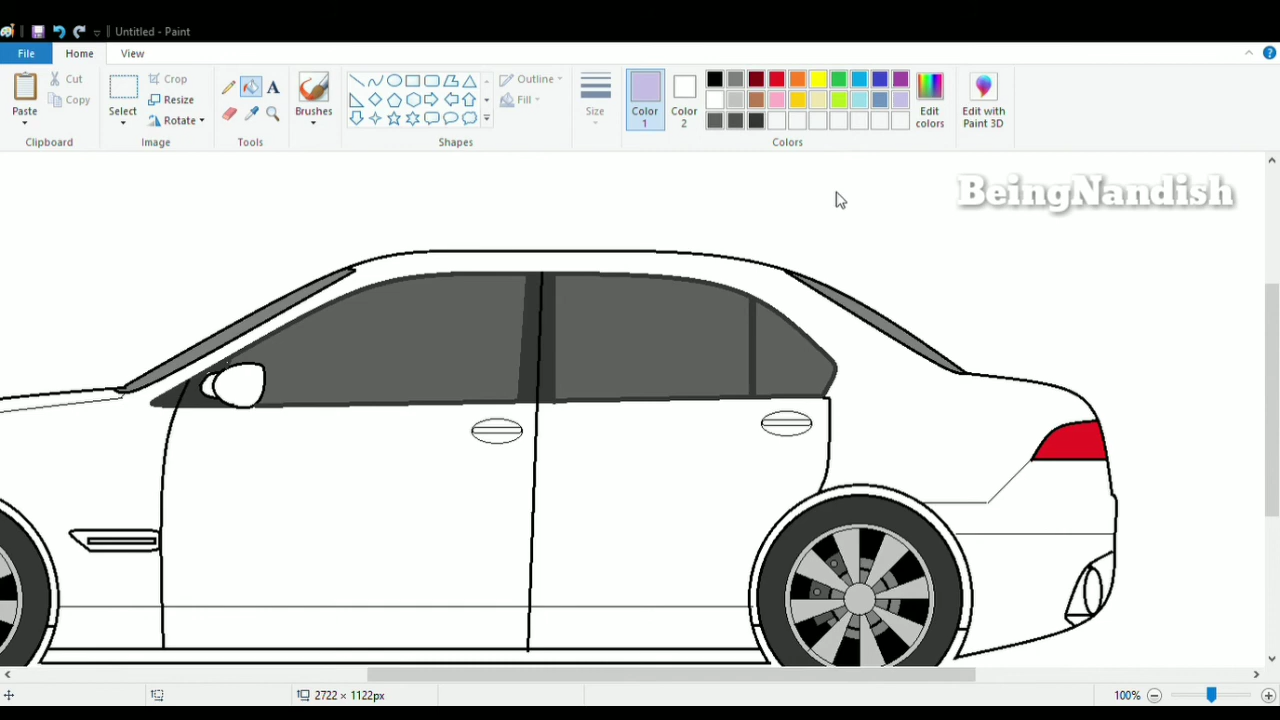 Untitled - Paint
File Home View
Paste
Cut
Copy
Clipboard
Select
Crop
Resize
Rotate
Image
A
Tools
Brushes
Outline
Fill
Shapes
Size
Color 1
Color 2
Edit colors
Colors
Edit with Paint 3D
?
BeingNandish
2722 × 1122px
100%